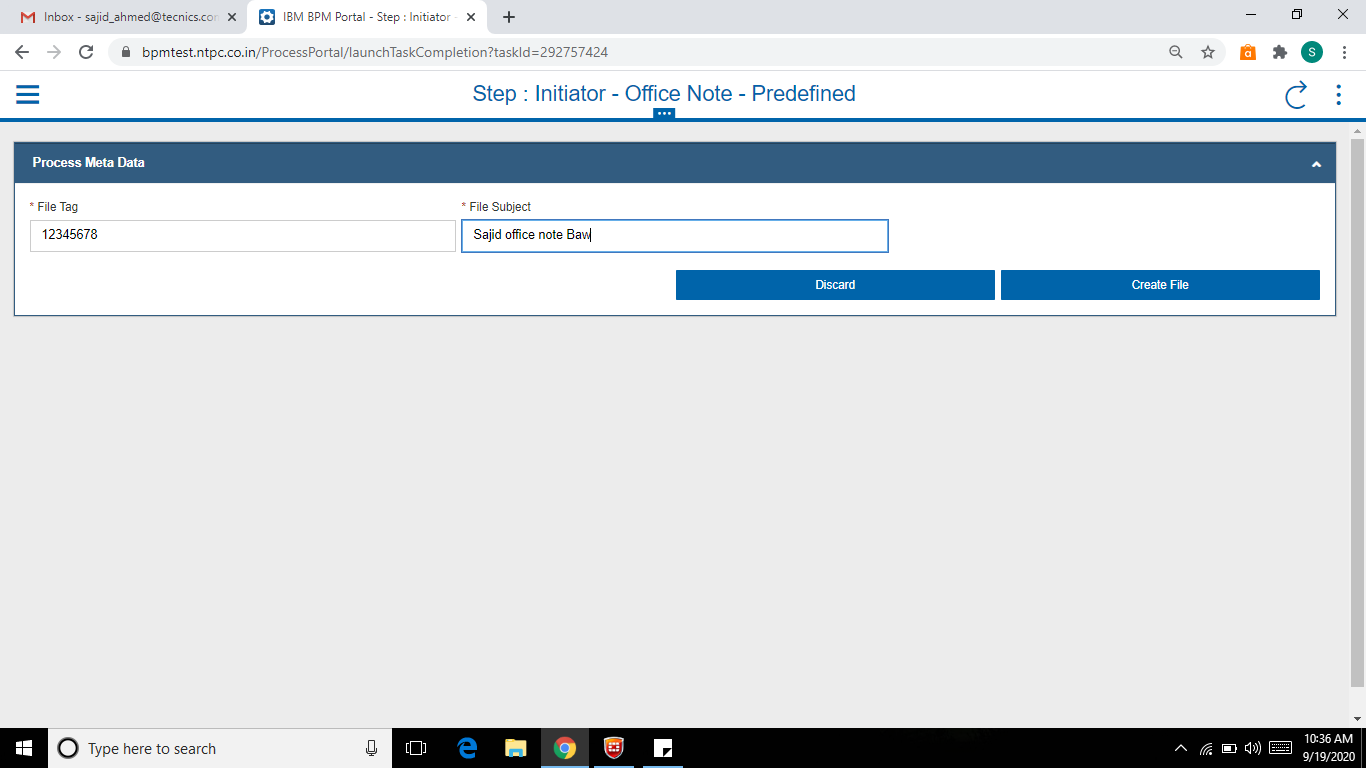 Inbox - sajid_ahmed@tecnics.com
IBM BPM Portal - Step : Initiator -
bpmtest.ntpc.co.in/ProcessPortal/launchTaskCompletion?taskId=292757424
S
Step : Initiator - Office Note - Predefined
Process Meta Data
* File Tag
* File Subject
12345678
Sajid office note Baw
Discard
Create File
Type here to search
10:36 AM
9/19/2020